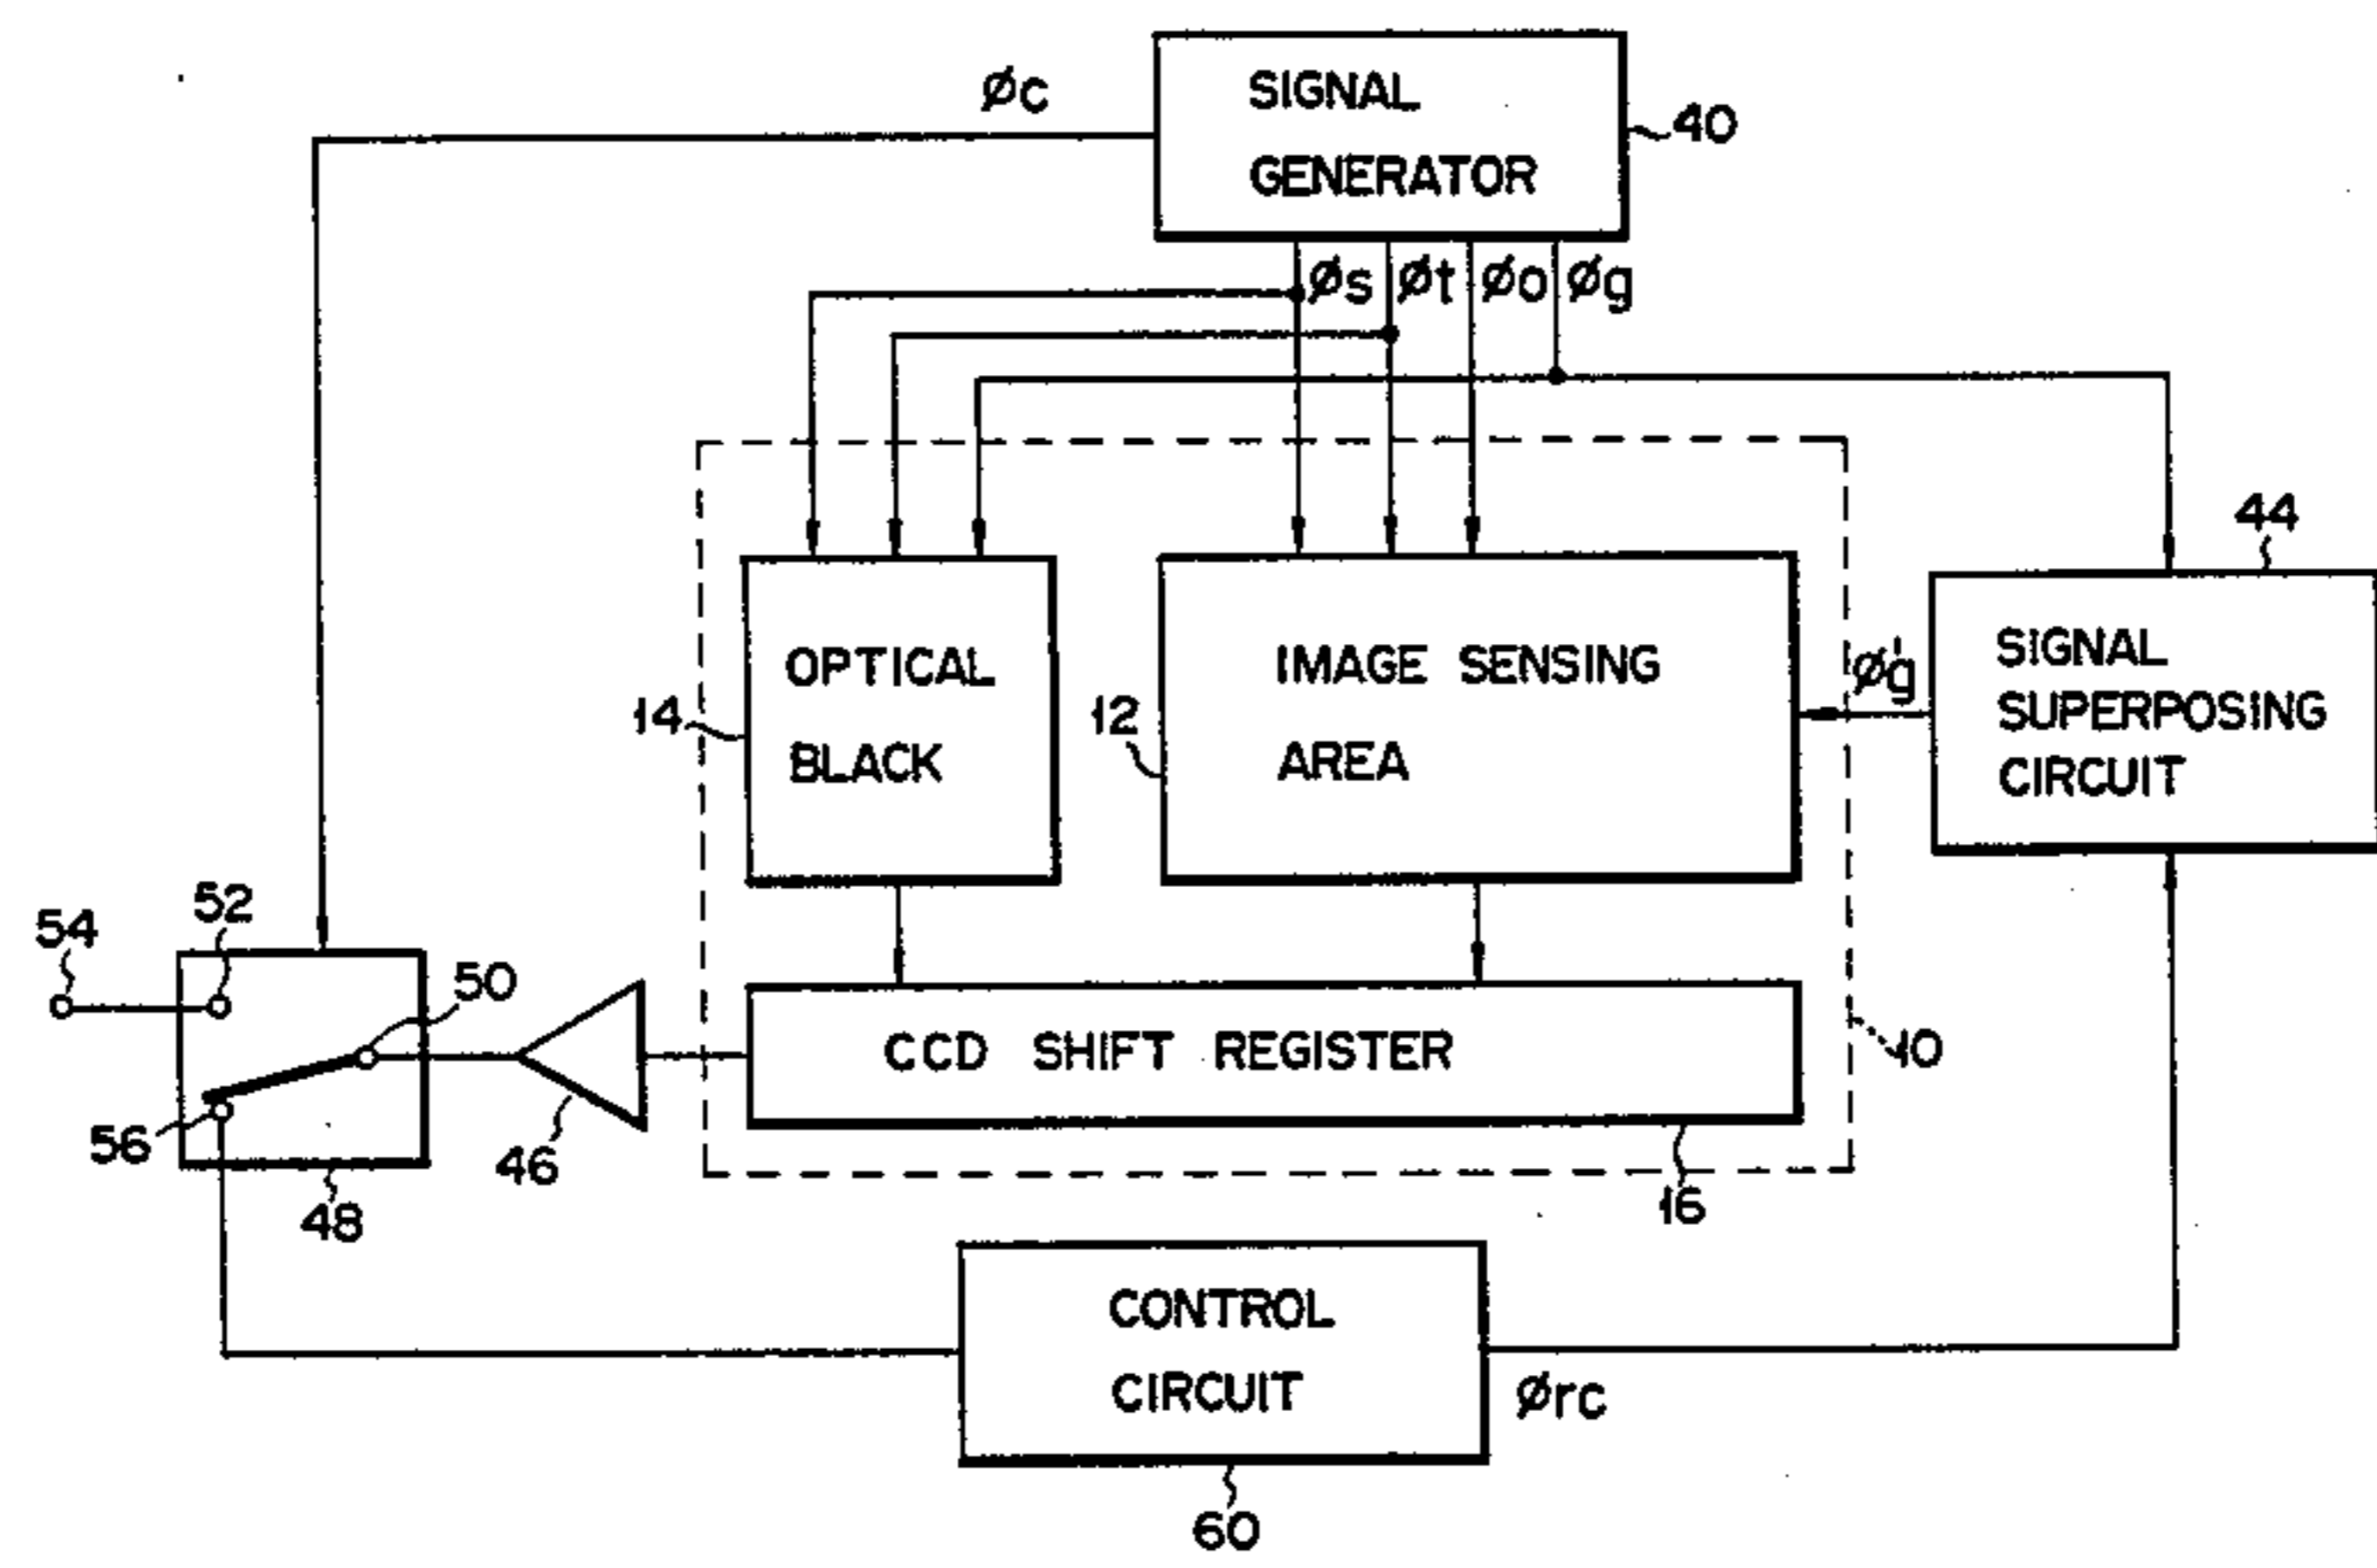 øc
SIGNAL
GENERATOR
40
øs øt øo øg
44
OPTICAL
BLACK
14
IMAGE SENSING
AREA
12
øg'
SIGNAL
SUPERPOSING
CIRCUIT
54
52
50
56
48
46
CCD SHIFT REGISTER
10
16
CONTROL
CIRCUIT
ørc
60